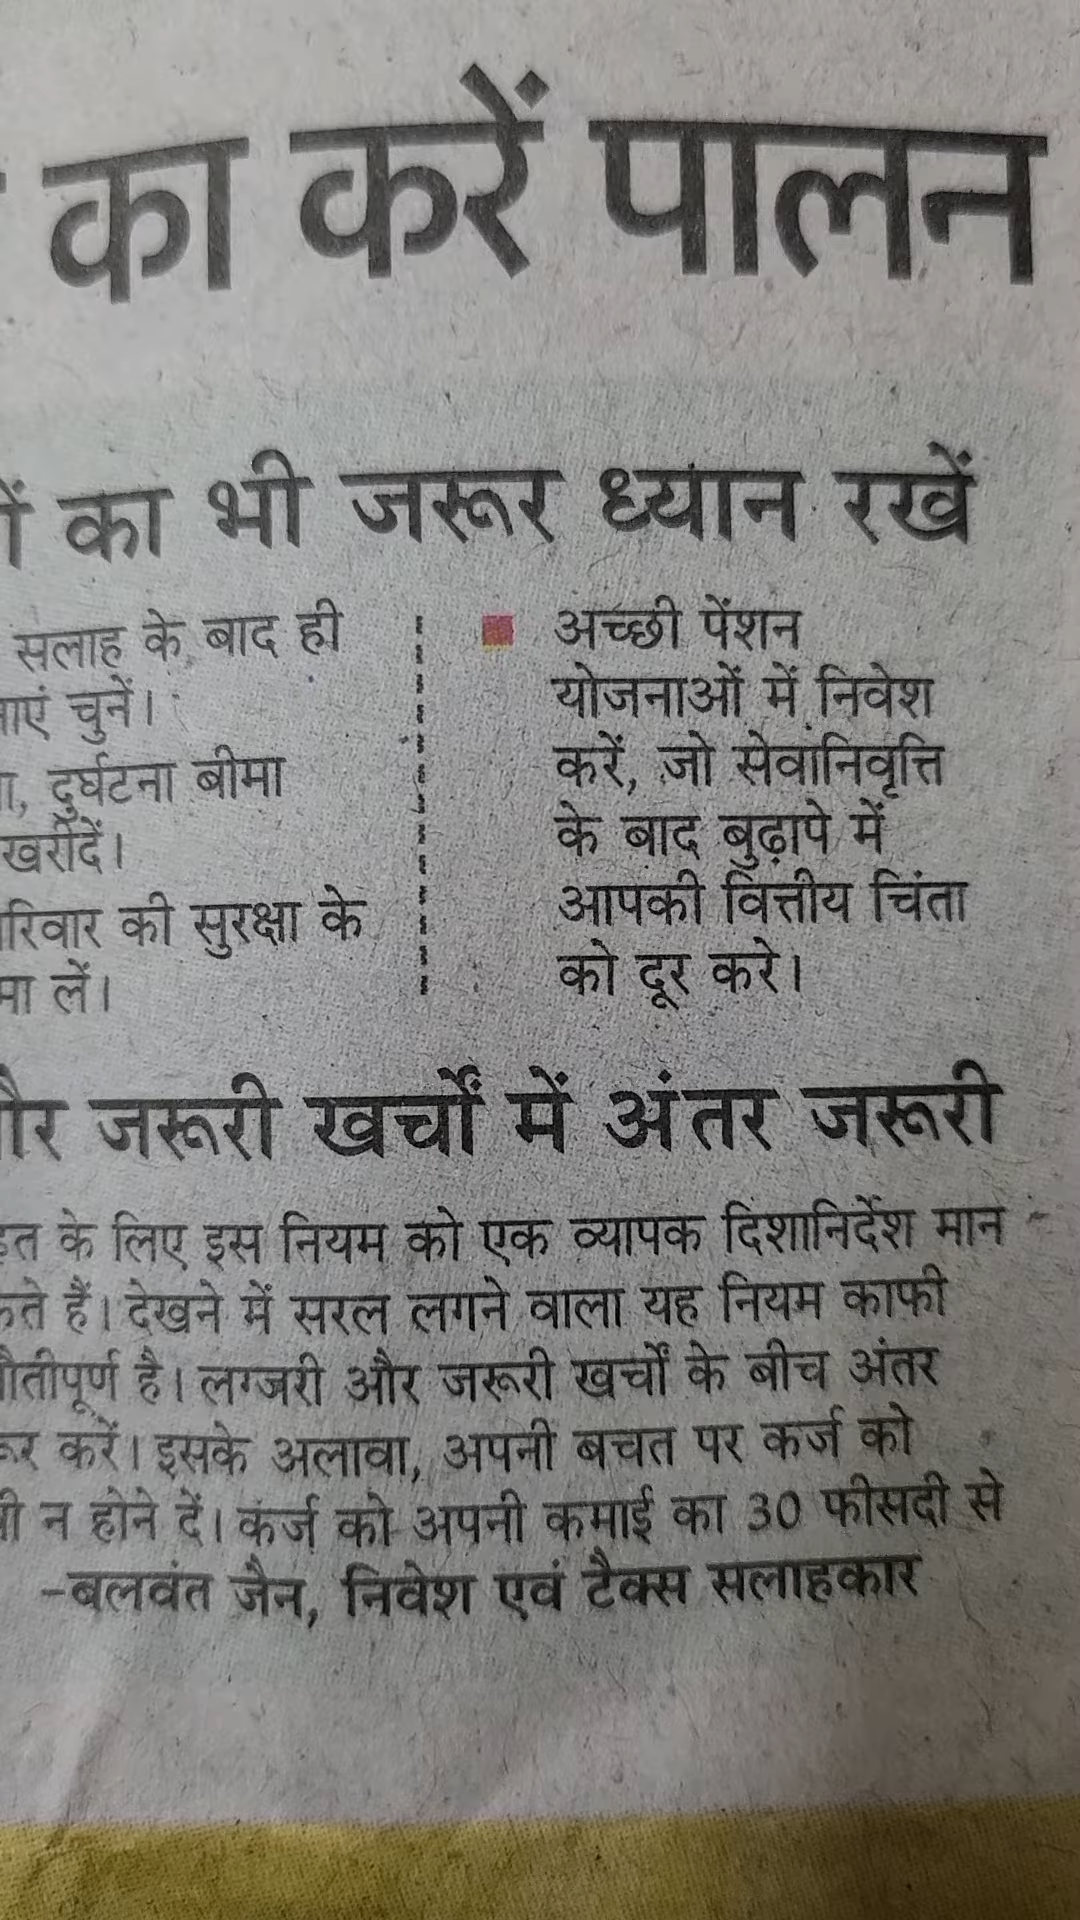 का करें पालन
का भी जरूर ध्यान रखें
सलाह के बाद ही
चुनें।
दुर्घटना बीमा
खरीदें।
की सुरक्षा के
लें।
अच्छी पेंशन
योजनाओं में निवेश
करें, जो सेवानिवृत्ति
के बाद बुढ़ापे में
आपकी वित्तीय चिंता
को दूर करे।
जरूरी खर्चों में अंतर जरूरी
के लिए इस नियम को एक व्यापक दिशानिर्देश मान
हैं। देखने में सरल लगने वाला यह नियम काफी
है। लग्जरी और जरूरी खर्चों के बीच अंतर
करें। इसके अलावा, अपनी बचत पर कर्ज को
न होने दें। कर्ज को अपनी कमाई का 30 फीसदी से
-बलवंत जैन, निवेश एवं टैक्स सलाहकार